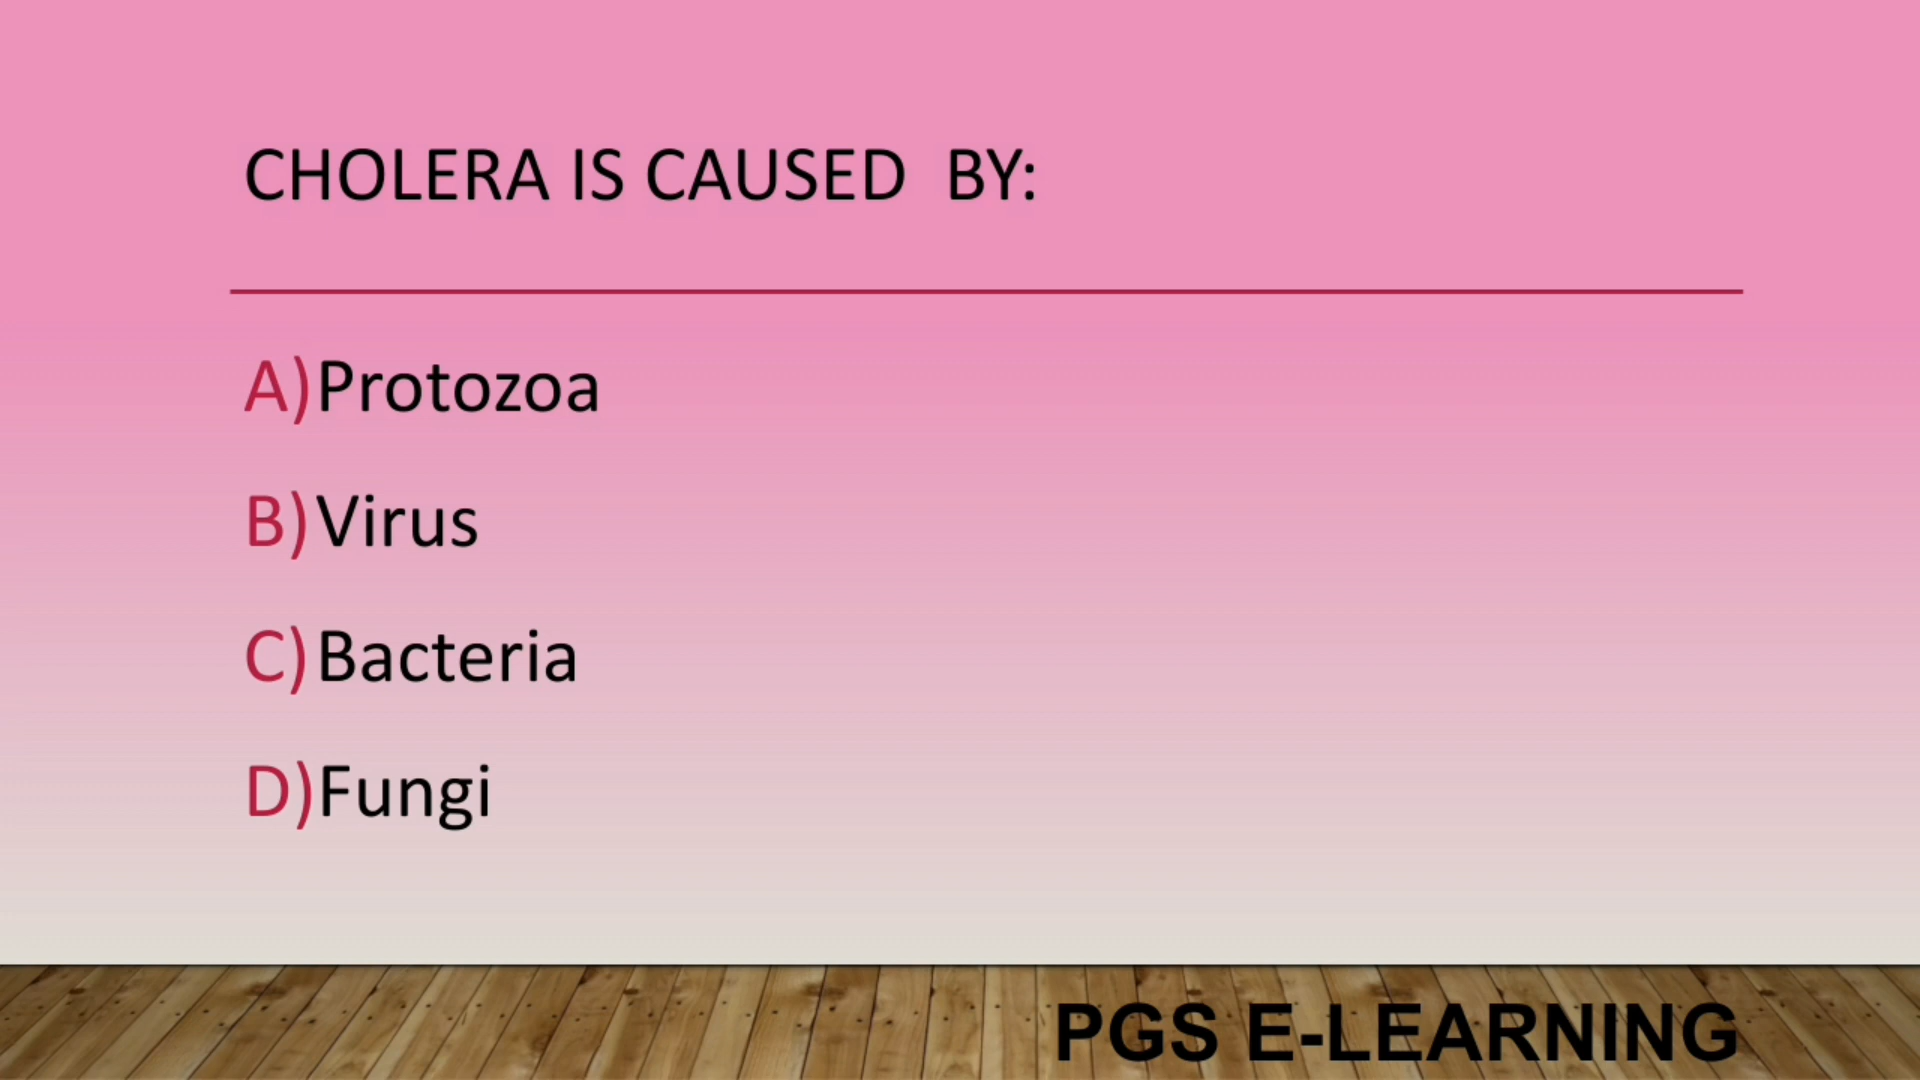 CHOLERA IS CAUSED  BY:
A)Protozoa
B)Virus
C)Bacteria
D)Fungi
PGS E-LEARNING